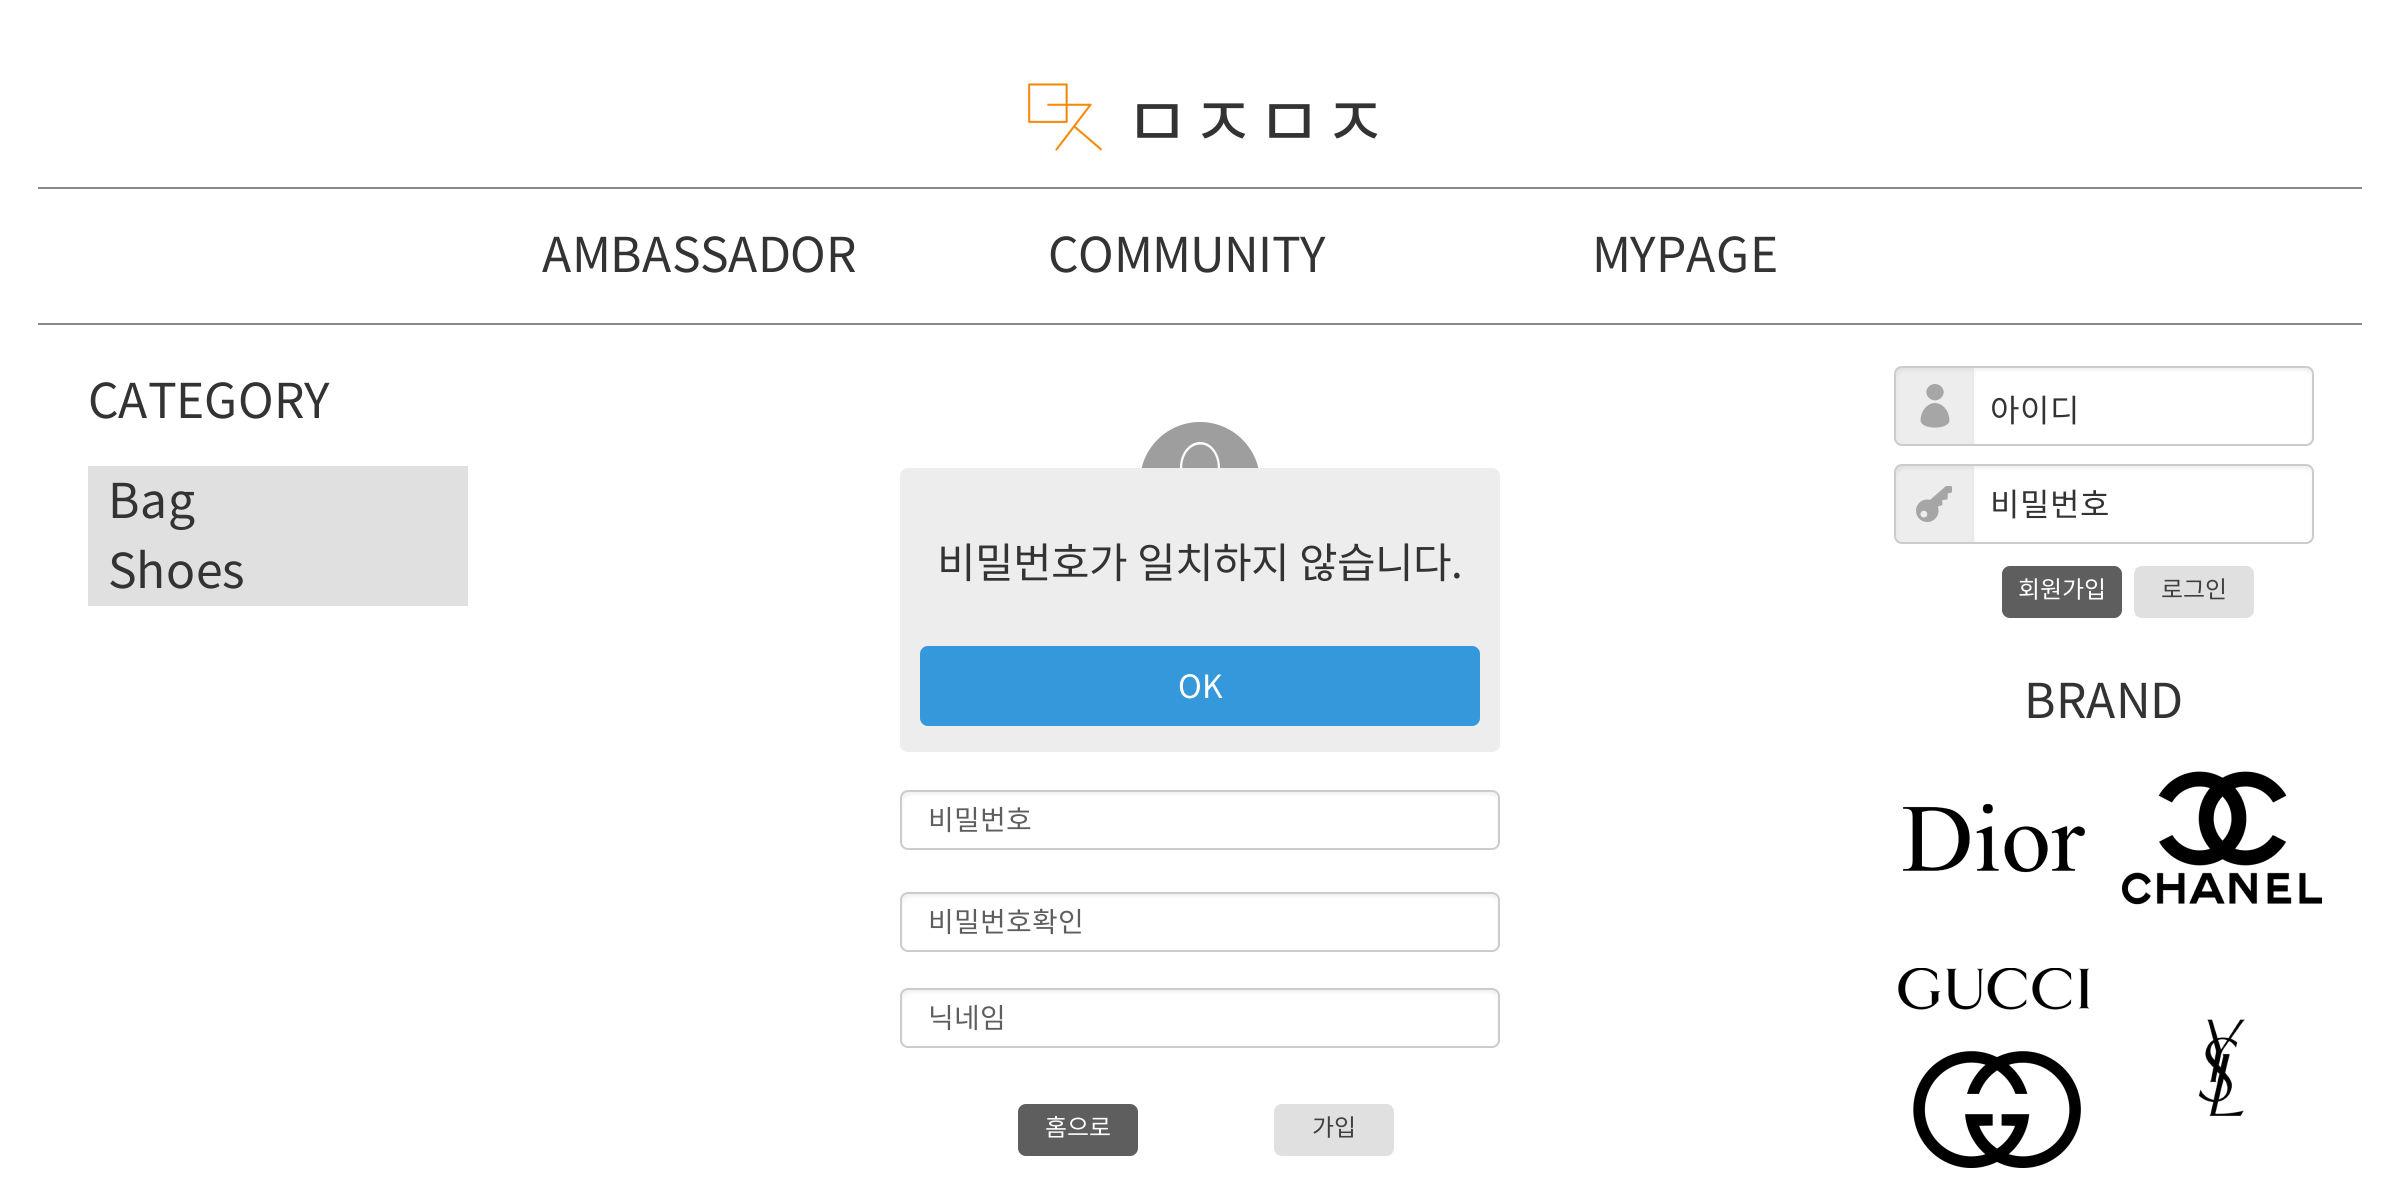 ㅁㅈㅁㅈ
AMBASSADOR COMMUNITY MYPAGE
CATEGORY
Bag
Shoes
비밀번호가 일치하지 않습니다.
OK
비밀번호
비밀번호확인
닉네임
홈으로 가입
아이디
비밀번호
회원가입 로그인
BRAND
Dior
CHANEL
GUCCI
YSL